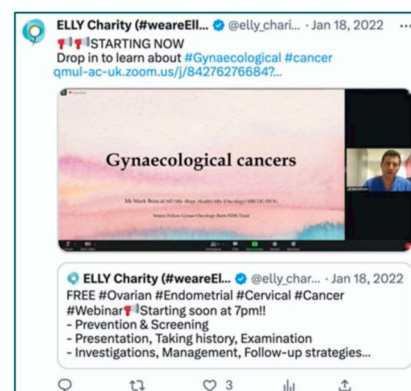 ELLY Charity (#weareEll... @elly_chari... · Jan 18, 2022 ...
📢📢STARTING NOW
Drop in to learn about #Gynaecological #cancer
qmul-ac-uk.zoom.us/j/84276276684?...
Gynaecological cancers
Mr Mark
Senior Fellow Gynae-Oncology Barts NHS Trust
ELLY Charity (#weareEl... @elly_char... · Jan 18, 2022
FREE #Ovarian #Endometrial #Cervical #Cancer
#Webinar📢Starting soon at 7pm!!
- Prevention & Screening
- Presentation, Taking history, Examination
- Investigations, Management, Follow-up strategies...
3